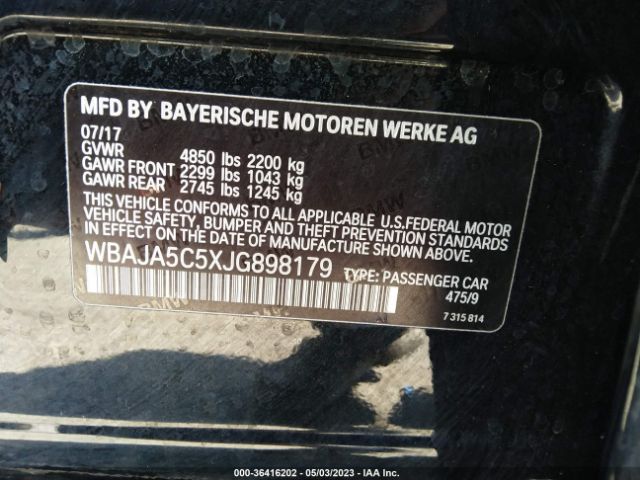 MFD BY BAYERISCHE MOTOREN WERKE AG
07/17
GVWR 4850 lbs 2200 kg
GAWR FRONT 2299 lbs 1043 kg
GAWR REAR 2745 lbs 1245 kg
THIS VEHICLE CONFORMS TO ALL APPLICABLE U.S.FEDERAL MOTOR
VEHICLE SAFETY, BUMPER AND THEFT PREVENTION STANDARDS
IN EFFECT ON THE DATE OF MANUFACTURE SHOWN ABOVE.
WBAJA5C5XJG898179 TYPE: PASSENGER CAR
475/9
7 315 814
000-36416202 - 05/03/2023 - IAA Inc.